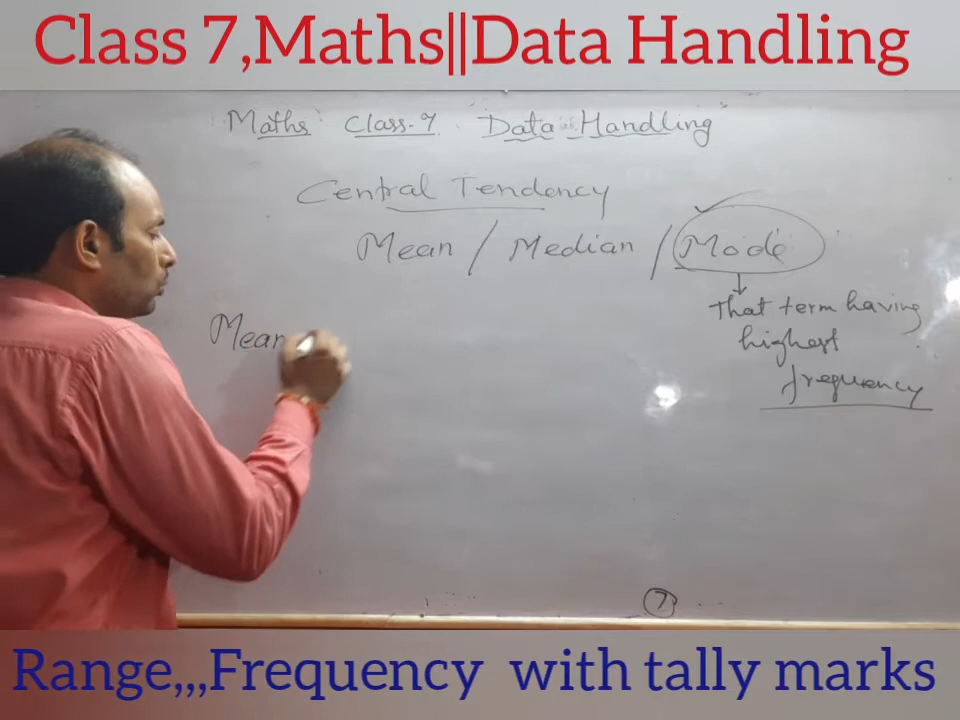 Class 7,Maths||Data Handling
Maths Class-7 Data Handling
Central Tendency
Mean / Median / Mode
That term having
highest
frequency
Mean
7
Range,,,Frequency with tally marks